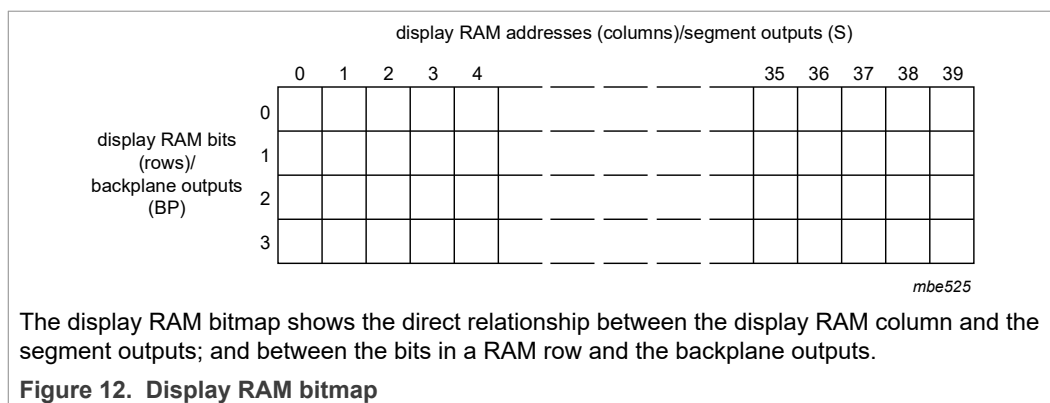 display RAM addresses (columns)/segment outputs (S)
0 1 2 3 4 35 36 37 38 39
0
display RAM bits
(rows)/
1
backplane outputs
2
(BP)
3
mbe525
The display RAM bitmap shows the direct relationship between the display RAM column and the
segment outputs; and between the bits in a RAM row and the backplane outputs.
Figure 12. Display RAM bitmap